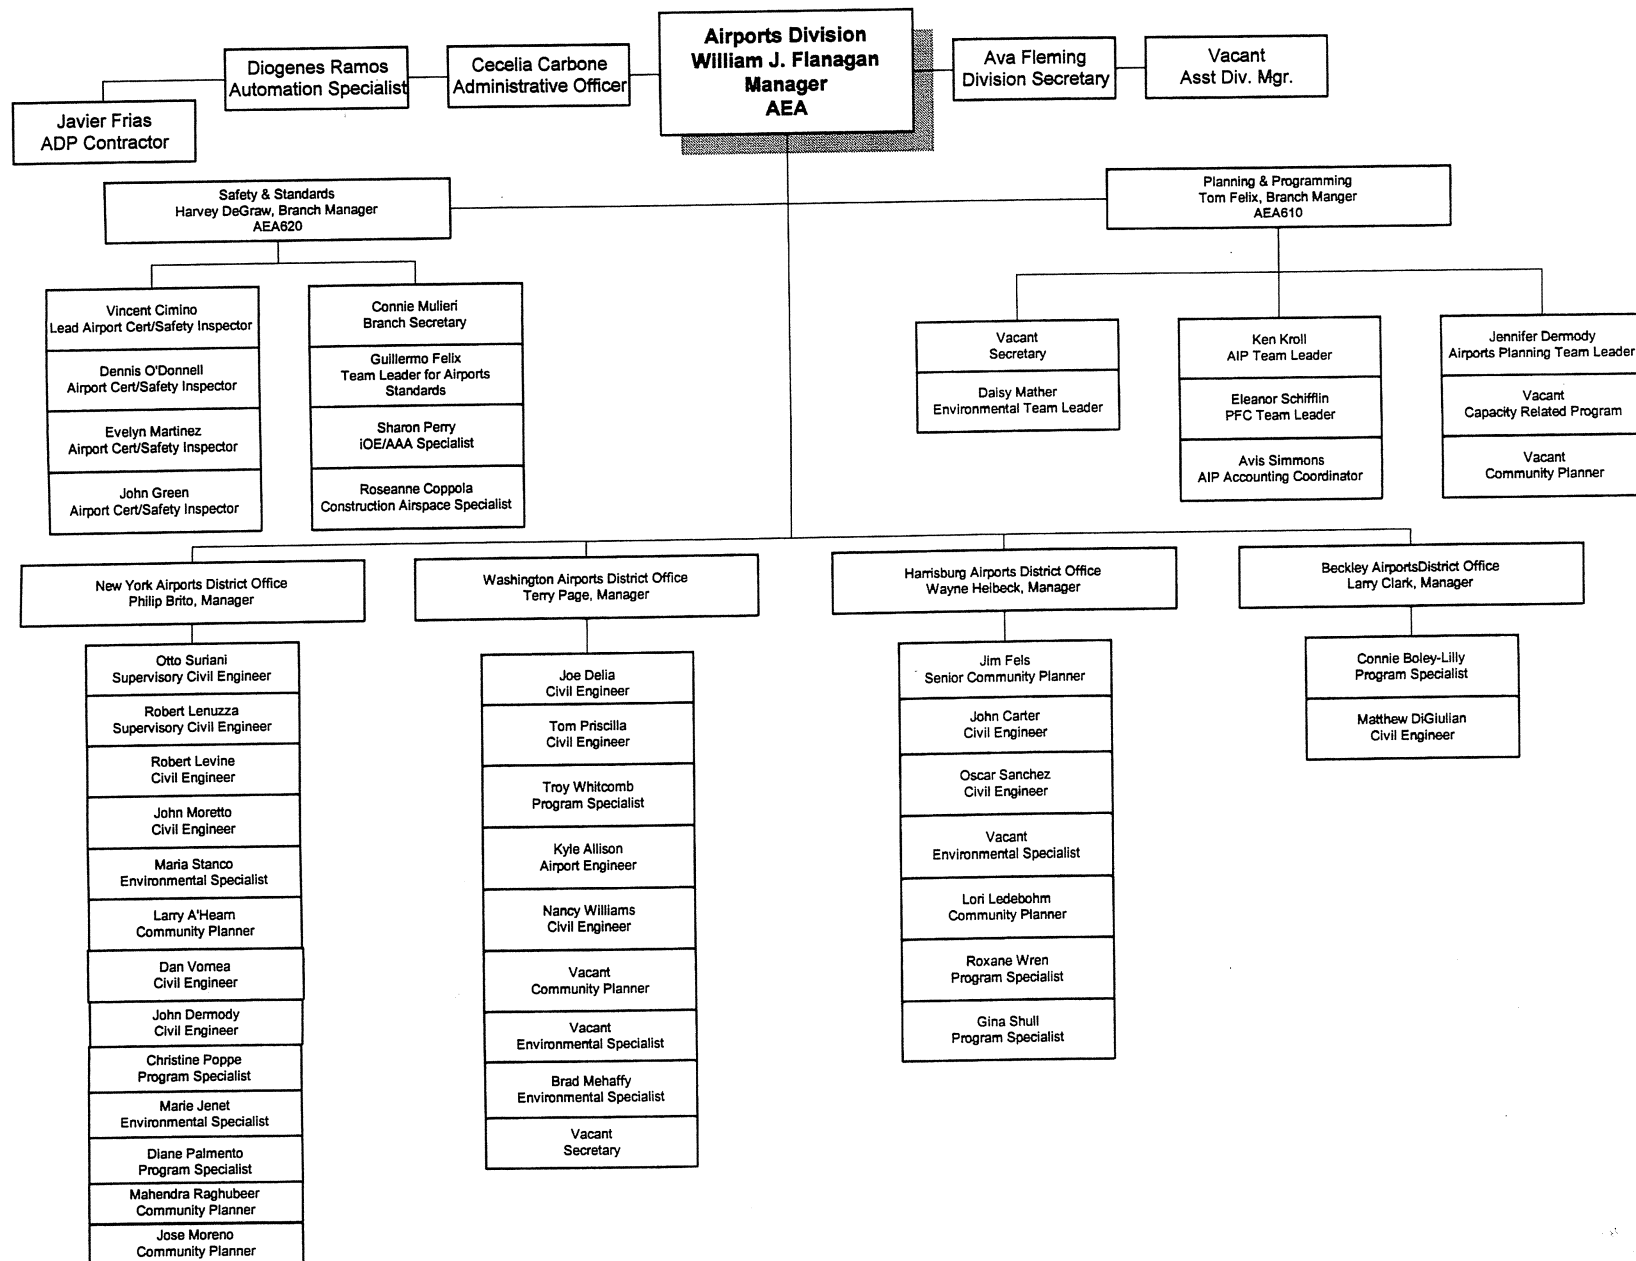 Airports Division
William J. Flanagan
Manager
AEA
Diogenes Ramos
Automation Specialist
Cecelia Carbone
Administrative Officer
Ava Fleming
Division Secretary
Vacant
Asst Div. Mgr.
Javier Frias
ADP Contractor
Safety & Standards
Harvey DeGraw, Branch Manager
AEA620
Planning & Programming
Tom Felix, Branch Manger
AEA610
Vincent Cimino
Lead Airport Cert/Safety Inspector
Dennis O'Donnell
Airport Cert/Safety Inspector
Evelyn Martinez
Airport Cert/Safety Inspector
John Green
Airport Cert/Safety Inspector
Connie Mulieri
Branch Secretary
Guillermo Felix
Team Leader for Airports
Standards
Sharon Perry
iOE/AAA Specialist
Roseanne Coppola
Construction Airspace Specialist
Vacant
Secretary
Daisy Mather
Environmental Team Leader
Ken Kroll
AIP Team Leader
Eleanor Schifflin
PFC Team Leader
Avis Simmons
AIP Accounting Coordinator
Jennifer Dermody
Airports Planning Team Leader
Vacant
Capacity Related Program
Vacant
Community Planner
New York Airports District Office
Philip Brito, Manager
Otto Suriani
Supervisory Civil Engineer
Robert Lenuzza
Supervisory Civil Engineer
Robert Levine
Civil Engineer
John Moretto
Civil Engineer
Maria Stanco
Environmental Specialist
Larry A'Hearn
Community Planner
Dan Vornea
Civil Engineer
John Dermody
Civil Engineer
Christine Poppe
Program Specialist
Marie Jenet
Environmental Specialist
Diane Palmento
Program Specialist
Mahendra Raghubeer
Community Planner
Jose Moreno
Community Planner
Washington Airports District Office
Terry Page, Manager
Joe Delia
Civil Engineer
Tom Priscilla
Civil Engineer
Troy Whitcomb
Program Specialist
Kyle Allison
Airport Engineer
Nancy Williams
Civil Engineer
Vacant
Community Planner
Vacant
Environmental Specialist
Brad Mehaffy
Environmental Specialist
Vacant
Secretary
Harrisburg Airports District Office
Wayne Heibeck, Manager
Jim Fels
Senior Community Planner
John Carter
Civil Engineer
Oscar Sanchez
Civil Engineer
Vacant
Environmental Specialist
Lori Ledebohm
Community Planner
Roxane Wren
Program Specialist
Gina Shull
Program Specialist
Beckley AirportsDistrict Office
Larry Clark, Manager
Connie Boley-Lilly
Program Specialist
Matthew DiGiulian
Civil Engineer